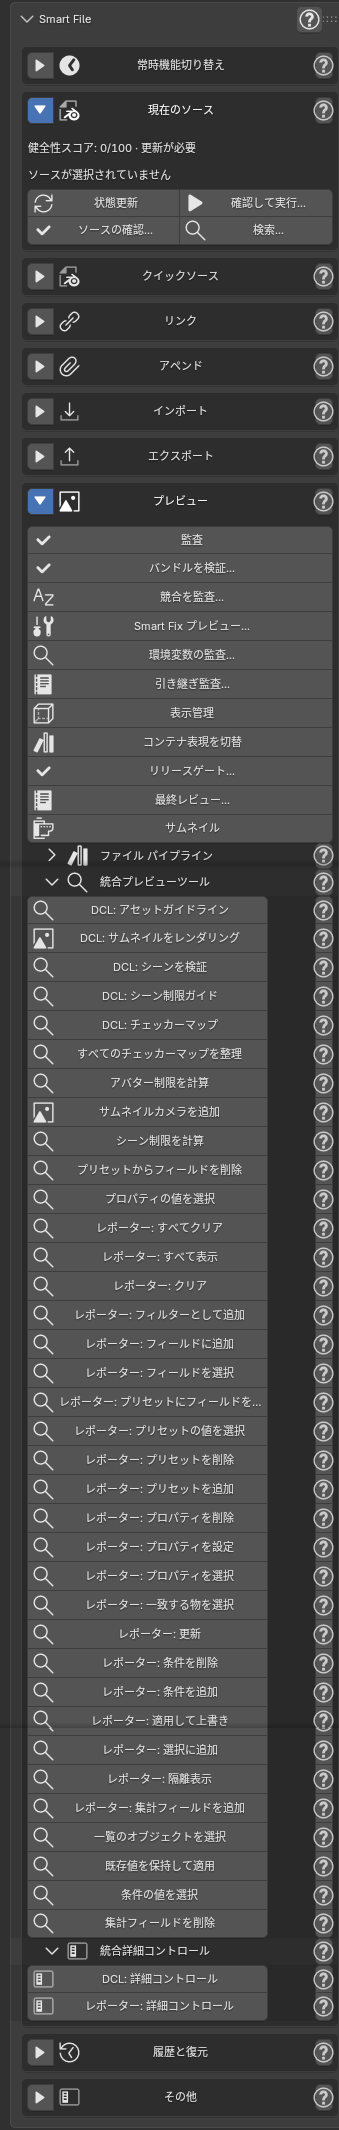 Smart File
常時機能切り替え
現在のソース
健全性スコア: 0/100 · 更新が必要
ソースが選択されていません
状態更新
確認して実行...
ソースの確認...
検索...
クイックソース
リンク
アペンド
インポート
エクスポート
プレビュー
監査
バンドルを検証...
競合を監査...
Smart Fix プレビュー...
環境変数の監査...
引き継ぎ監査...
表示管理
コンテナ表現を切替
リリースゲート...
最終レビュー...
サムネイル
ファイル パイプライン
統合プレビューツール
DCL: アセットガイドライン
DCL: サムネイルをレンダリング
DCL: シーンを検証
DCL: シーン制限ガイド
DCL: チェッカーマップ
すべてのチェッカーマップを整理
アバター制限を計算
サムネイルカメラを追加
シーン制限を計算
プリセットからフィールドを削除
プロパティの値を選択
レポーター: すべてクリア
レポーター: すべて表示
レポーター: クリア
レポーター: フィルターとして追加
レポーター: フィールドに追加
レポーター: フィールドを選択
レポーター: プリセットにフィールドを...
レポーター: プリセットの値を選択
レポーター: プリセットを削除
レポーター: プリセットを追加
レポーター: プロパティを削除
レポーター: プロパティを設定
レポーター: プロパティを選択
レポーター: 一致する物を選択
レポーター: 更新
レポーター: 条件を削除
レポーター: 条件を追加
レポーター: 適用して上書き
レポーター: 選択に追加
レポーター: 隔離表示
レポーター: 集計フィールドを追加
一覧のオブジェクトを選択
既存値を保持して適用
条件の値を選択
集計フィールドを削除
統合詳細コントロール
DCL: 詳細コントロール
レポーター: 詳細コントロール
履歴と復元
その他